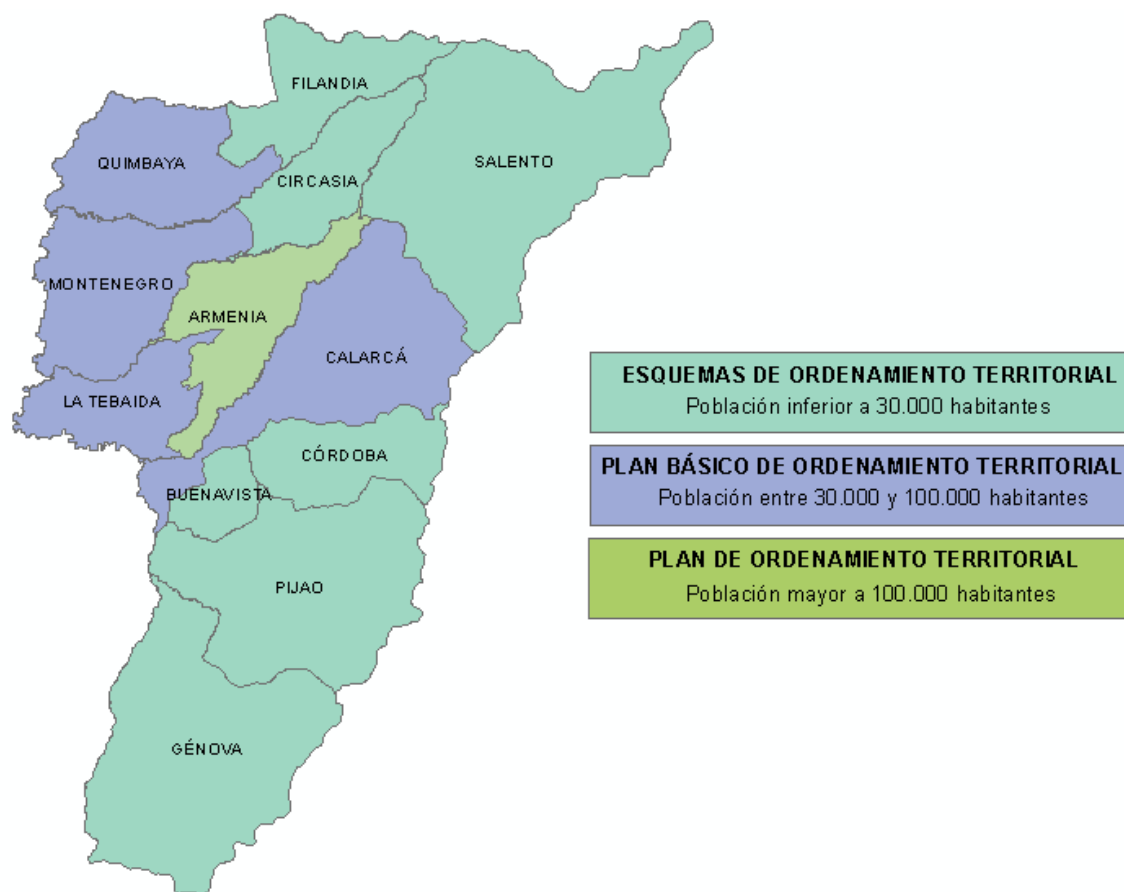 FILANDIA
QUIMBAYA
SALENTO
CIRCASIA
MONTENEGRO
ARMENIA
CALARCÁ
LA TEBAIDA
CÓRDOBA
BUENAVISTA
PIJAO
GÉNOVA
ESQUEMAS DE ORDENAMIENTO TERRITORIAL
Población inferior a 30.000 habitantes
PLAN BÁSICO DE ORDENAMIENTO TERRITORIAL
Población entre 30.000 y 100.000 habitantes
PLAN DE ORDENAMIENTO TERRITORIAL
Población mayor a 100.000 habitantes